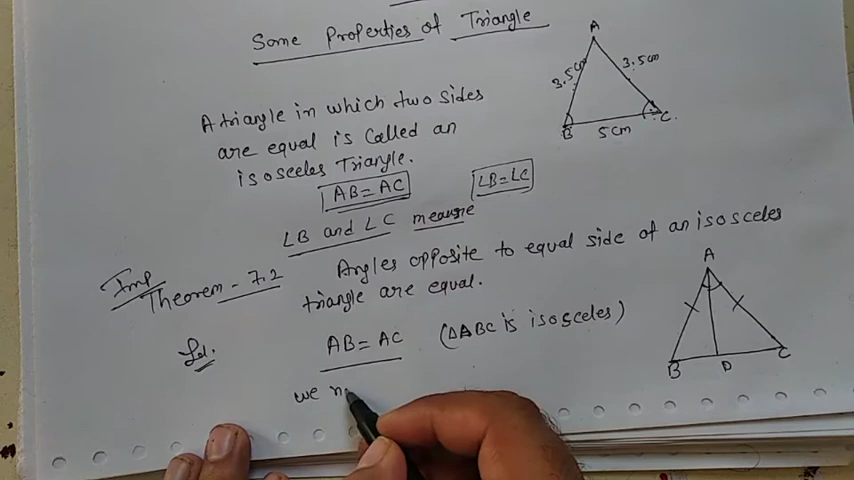 Some Properties of Triangle
A
3.5cm
3.5cm
B
C.
5cm
A triangle in which two sides
are equal is called an
isosceles Triangle.
AB=AC
∠B=∠C
∠B and ∠C measure
Imp
Theorem-7.2
Angles opposite to equal side of an isosceles
triangle are equal.
AB=AC (△ABC is isosceles)
we n
A
B
D
C